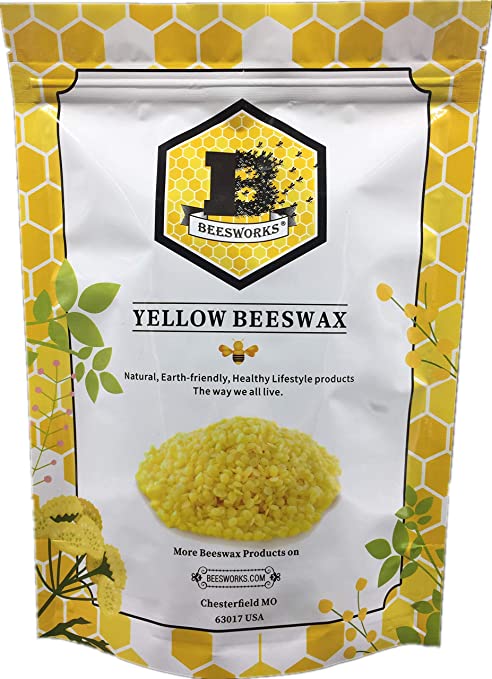 B
BEESWORKS®
YELLOW BEESWAX
Natural, Earth-friendly, Healthy Lifestyle products
The way we all live.
More Beeswax Products on
BEESWORKS.COM
Chesterfield MO
63017 USA